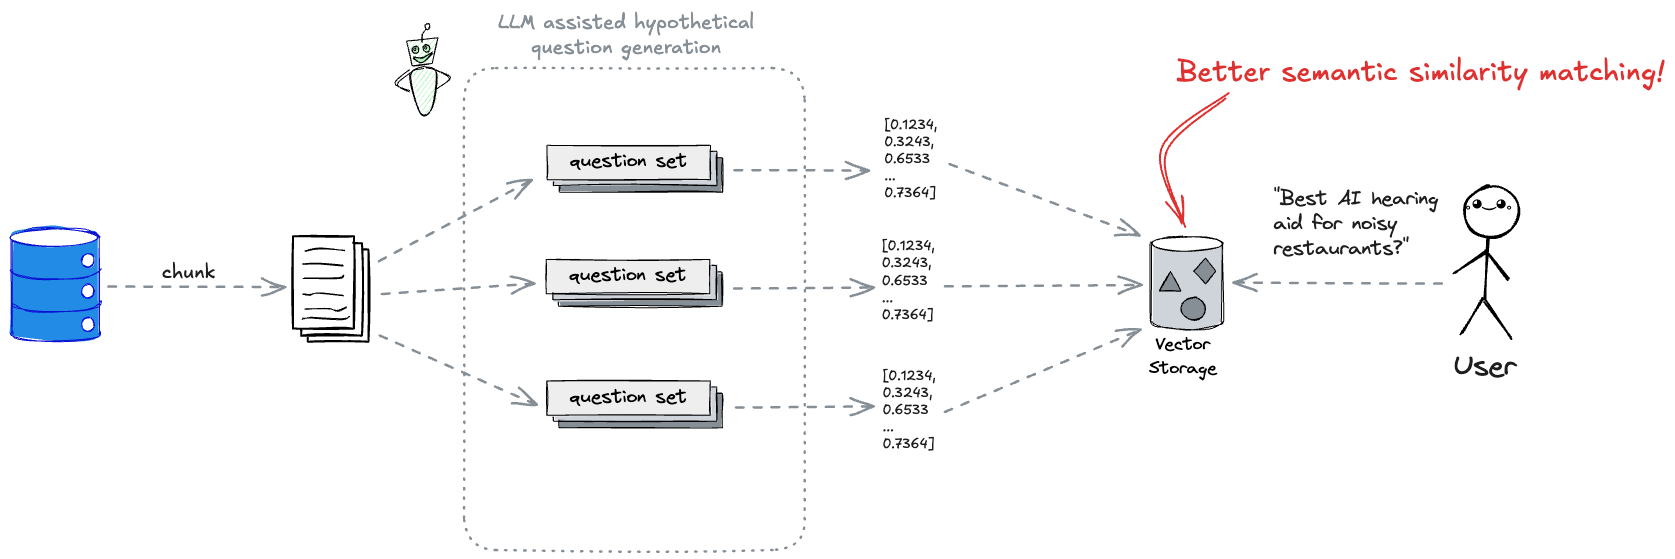 LLM assisted hypothetical
question generation
Better semantic similarity matching!
chunk
question set
[0.1234,
0.3243,
0.6533
...
0.7364]
question set
[0.1234,
0.3243,
0.6533
...
0.7364]
question set
[0.1234,
0.3243,
0.6533
...
0.7364]
Vector
Storage
"Best AI hearing
aid for noisy
restaurants?"
User